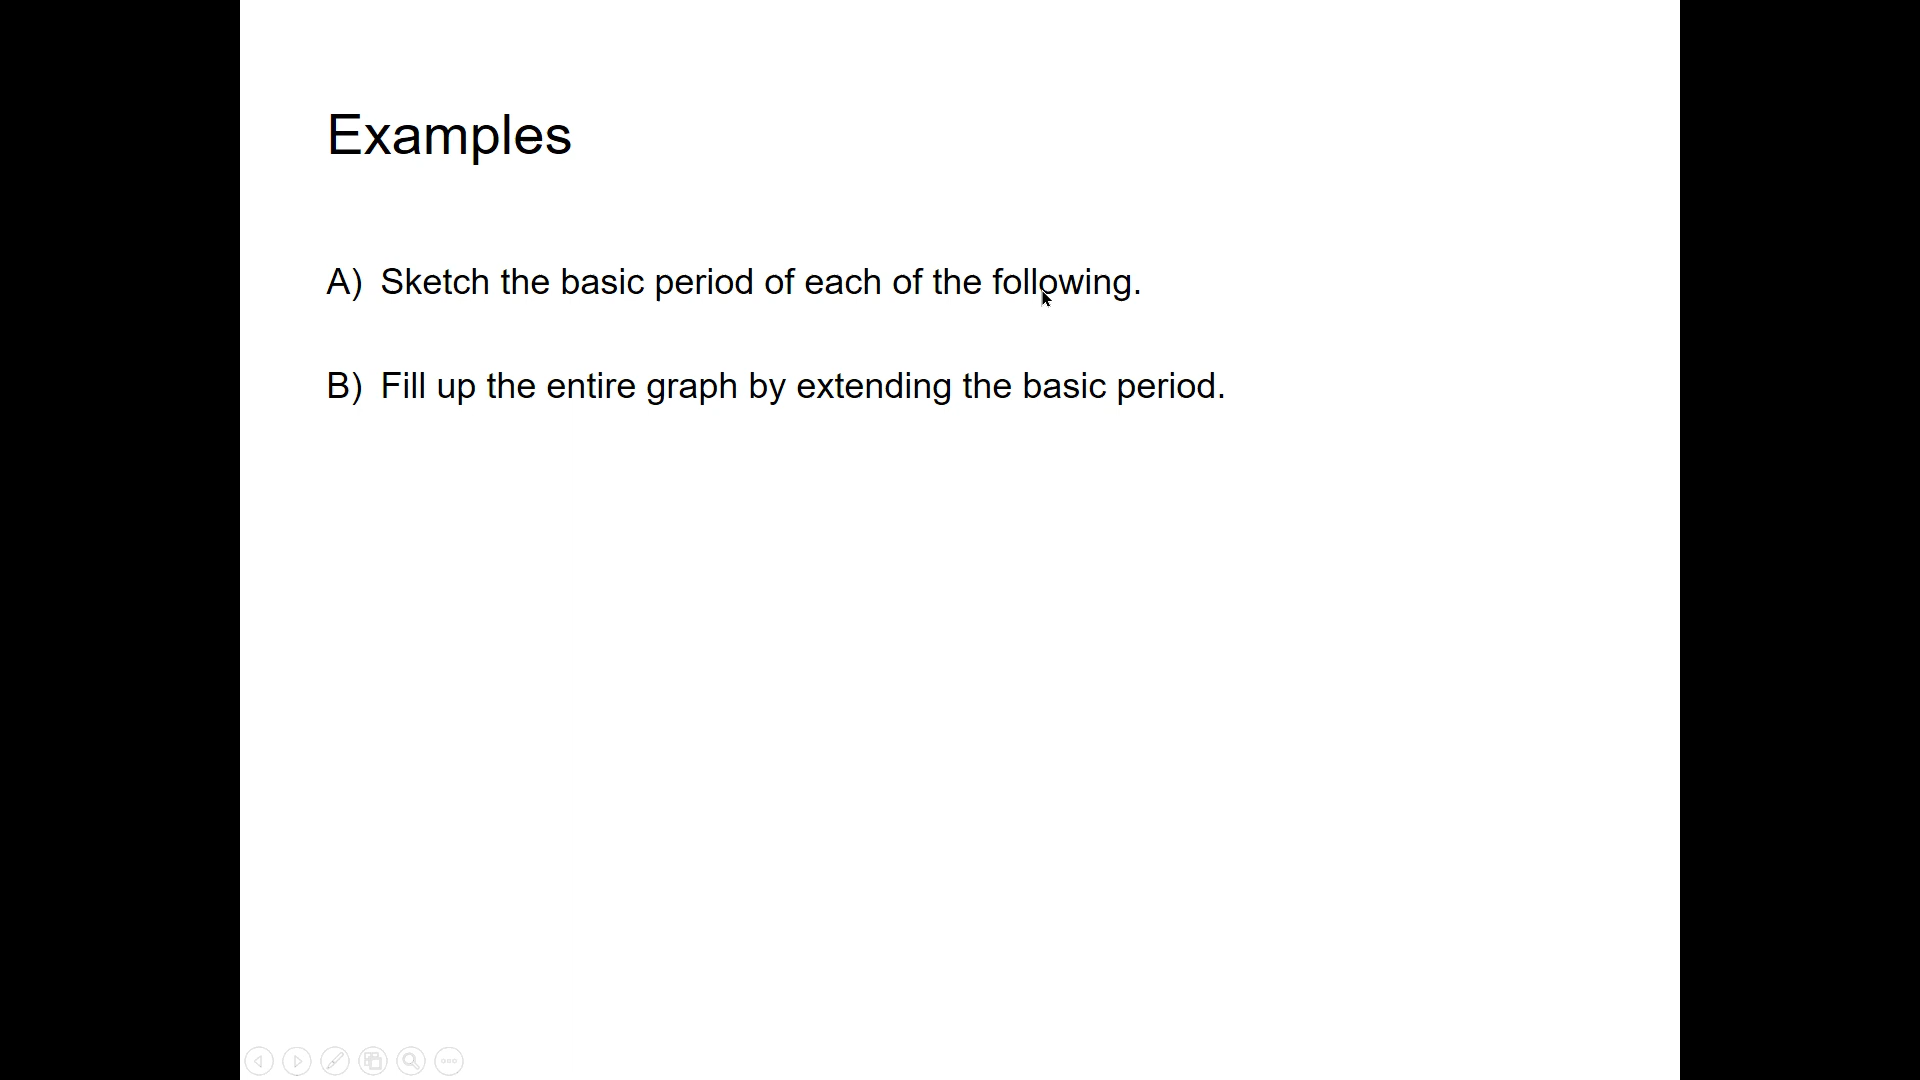 Examples
A) Sketch the basic period of each of the following.
B) Fill up the entire graph by extending the basic period.